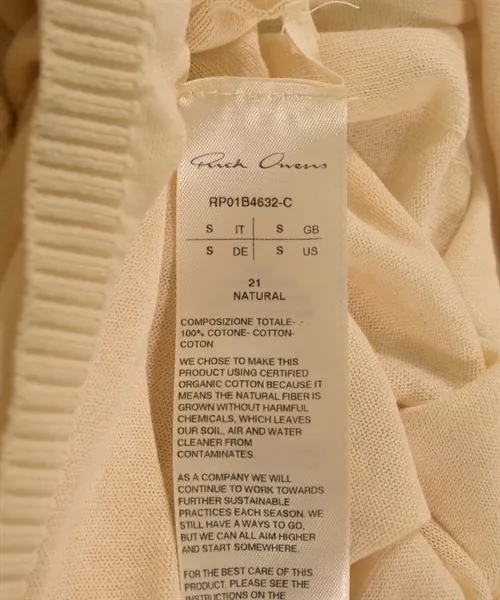 Rick Owens
RP01B4632-C
S IT S GB
S DE S US
21
NATURAL
COMPOSIZIONE TOTALE- -
100% COTONE- COTTON-
COTON
WE CHOSE TO MAKE THIS
PRODUCT USING CERTIFIED
ORGANIC COTTON BECAUSE IT
MEANS THE NATURAL FIBER IS
GROWN WITHOUT HARMFUL
CHEMICALS, WHICH LEAVES
OUR SOIL, AIR AND WATER
CLEANER FROM
CONTAMINATES.
AS A COMPANY WE WILL
CONTINUE TO WORK TOWARDS
FURTHER SUSTAINABLE
PRACTICES EACH SEASON. WE
STILL HAVE A WAYS TO GO,
BUT WE CAN ALL AIM HIGHER
AND START SOMEWHERE.
FOR THE BEST CARE OF THIS
PRODUCT, PLEASE SEE THE
INSTRUCTIONS ON THE